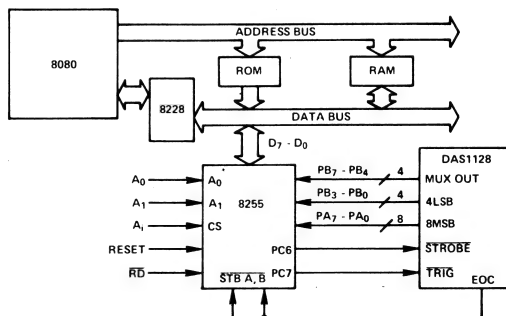 ADDRESS BUS
8080
ROM
RAM
8228
DATA BUS
D7 - D0
DAS1128
A0
A0
8255
PB7 - PB4
4
MUX OUT
A1
A1
PB3 - PB0
4
4LSB
Ai
CS
PA7 - PA0
8
8MSB
RESET
PC6
STROBE
RD
STB A, B
PC7
TRIG
EOC